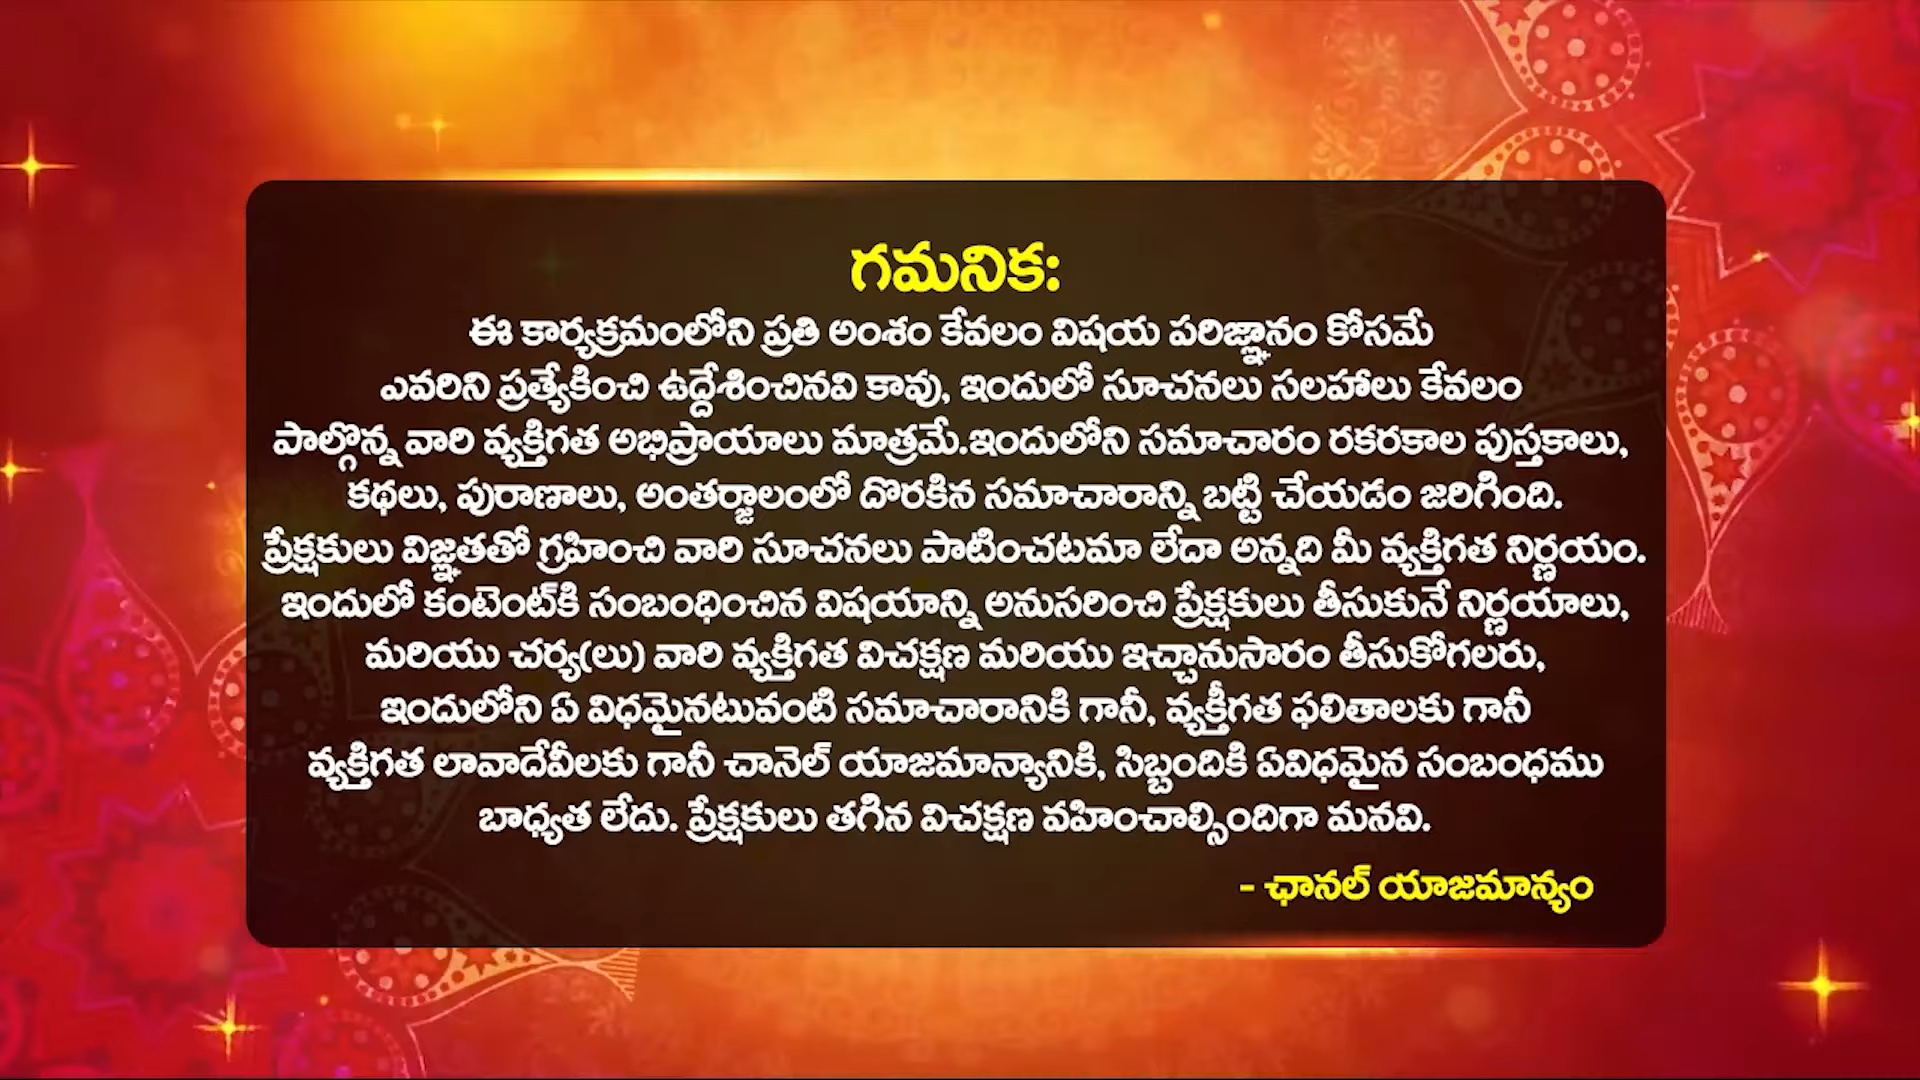 గమనిక:
ఈ కార్యక్రమంలోని ప్రతి అంశం కేవలం విషయ పరిజ్ఞానం కోసమే
ఎవరిని ప్రత్యేకించి ఉద్దేశించినవి కావు, ఇందులో సూచనలు సలహాలు కేవలం
పాల్గొన్న వారి వ్యక్తిగత అభిప్రాయాలు మాత్రమే.ఇందులోని సమాచారం రకరకాల పుస్తకాలు,
కథలు, పురాణాలు, అంతర్జాలంలో దొరకిన సమాచారాన్ని బట్టి చేయడం జరిగింది.
ప్రేక్షకులు విజ్ఞతతో గ్రహించి వారి సూచనలు పాటించటమా లేదా అన్నది మీ వ్యక్తిగత నిర్ణయం.
ఇందులో కంటెంట్‌కి సంబంధించిన విషయాన్ని అనుసరించి ప్రేక్షకులు తీసుకునే నిర్ణయాలు,
మరియు చర్య(లు) వారి వ్యక్తిగత విచక్షణ మరియు ఇచ్చానుసారం తీసుకోగలరు,
ఇందులోని ఏ విధమైనటువంటి సమాచారానికి గానీ, వ్యక్తీగత ఫలితాలకు గానీ
వ్యక్తిగత లావాదేవీలకు గానీ చానెల్ యాజమాన్యానికి, సిబ్బందికి ఏవిధమైన సంబంధము
బాధ్యత లేదు. ప్రేక్షకులు తగిన విచక్షణ వహించాల్సిందిగా మనవి.
- ఛానల్ యాజమాన్యం